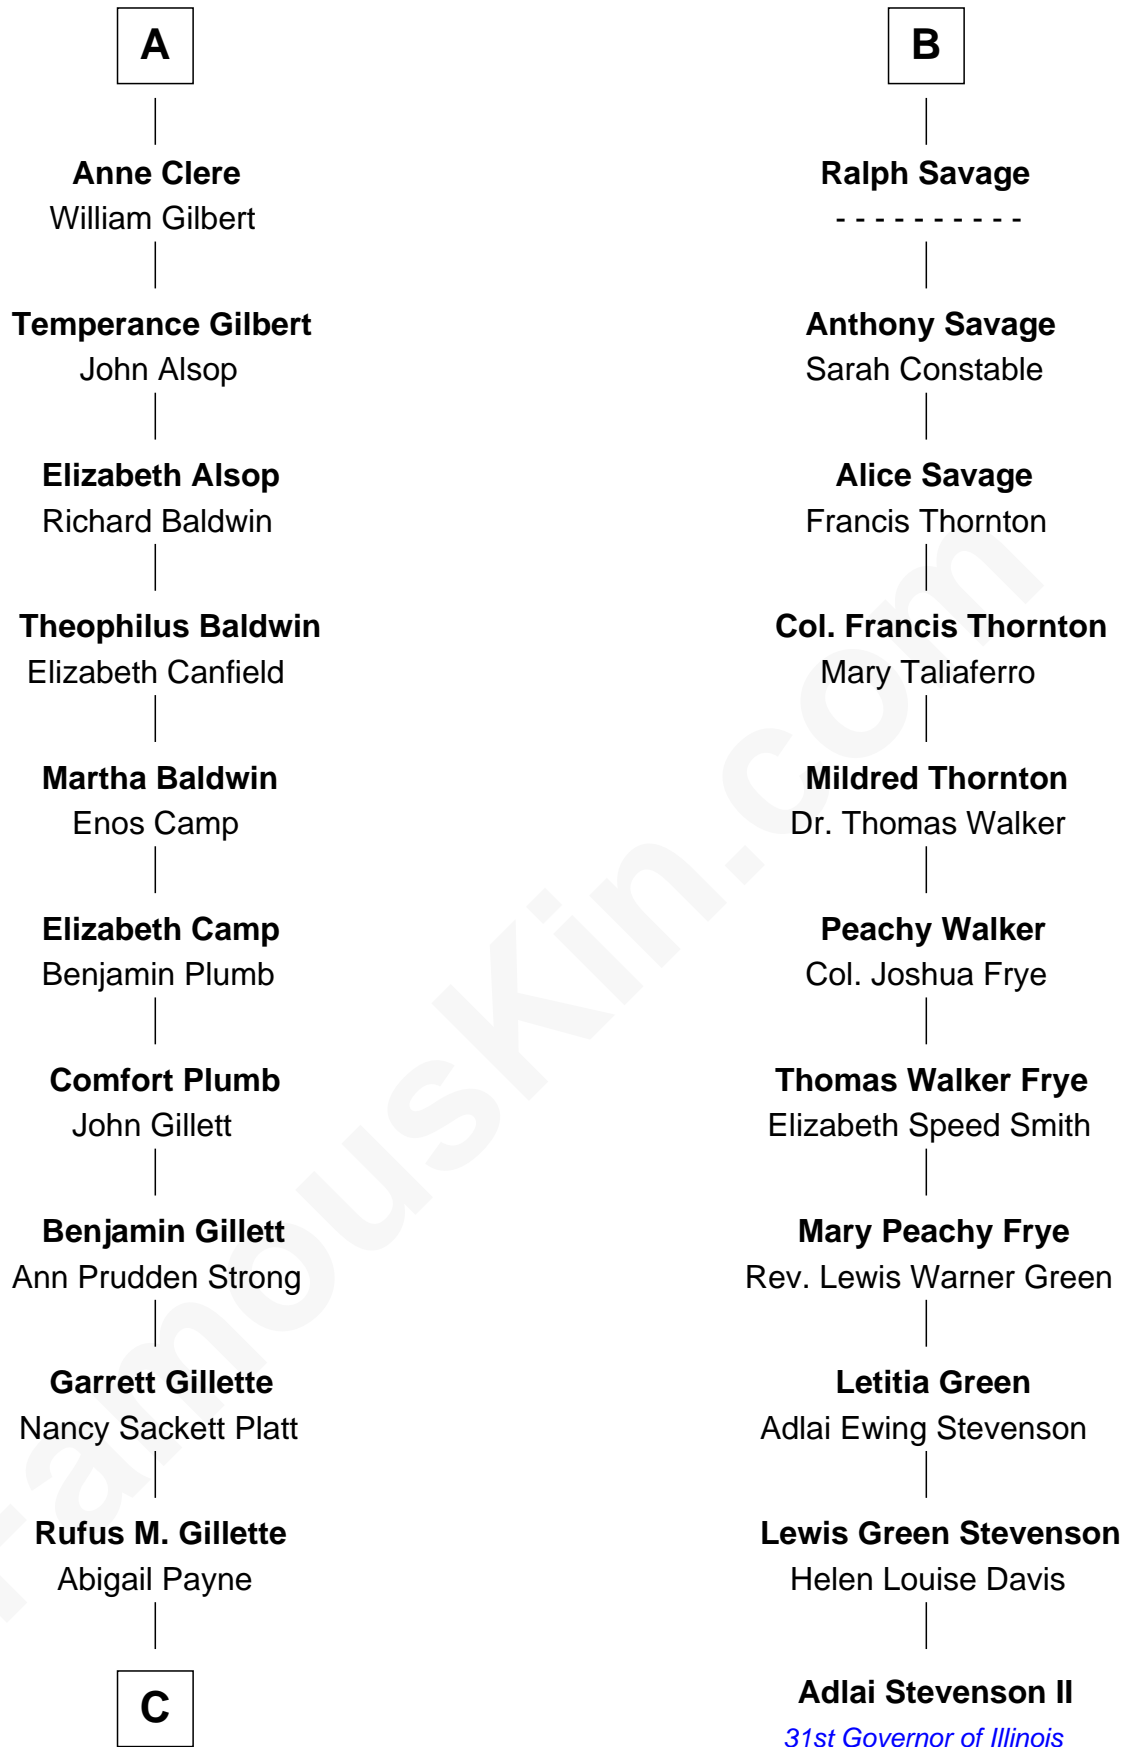 A
Anne Clere
William Gilbert
Temperance Gilbert
John Alsop
Elizabeth Alsop
Richard Baldwin
Theophilus Baldwin
Elizabeth Canfield
Martha Baldwin
Enos Camp
Elizabeth Camp
Benjamin Plumb
Comfort Plumb
John Gillett
Benjamin Gillett
Ann Prudden Strong
Garrett Gillette
Nancy Sackett Platt
Rufus M. Gillette
Abigail Payne
C
B
Ralph Savage
- - - - - - - - - -
Anthony Savage
Sarah Constable
Alice Savage
Francis Thornton
Col. Francis Thornton
Mary Taliaferro
Mildred Thornton
Dr. Thomas Walker
Peachy Walker
Col. Joshua Frye
Thomas Walker Frye
Elizabeth Speed Smith
Mary Peachy Frye
Rev. Lewis Warner Green
Letitia Green
Adlai Ewing Stevenson
Lewis Green Stevenson
Helen Louise Davis
Adlai Stevenson II
31st Governor of Illinois
FamousKin.com